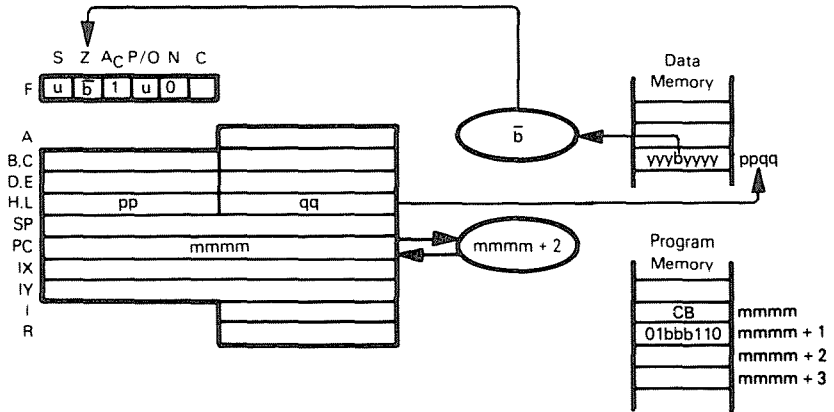 S Z AC P/O N C
F u b̅ 1 u 0
A
B,C
D,E
H,L pp qq
SP
PC mmmm
IX
IY
I
R
b̅
mmmm + 2
Data
Memory
yyybyyyy ppqq
Program
Memory
CB mmmm
01bbb110 mmmm + 1
mmmm + 2
mmmm + 3